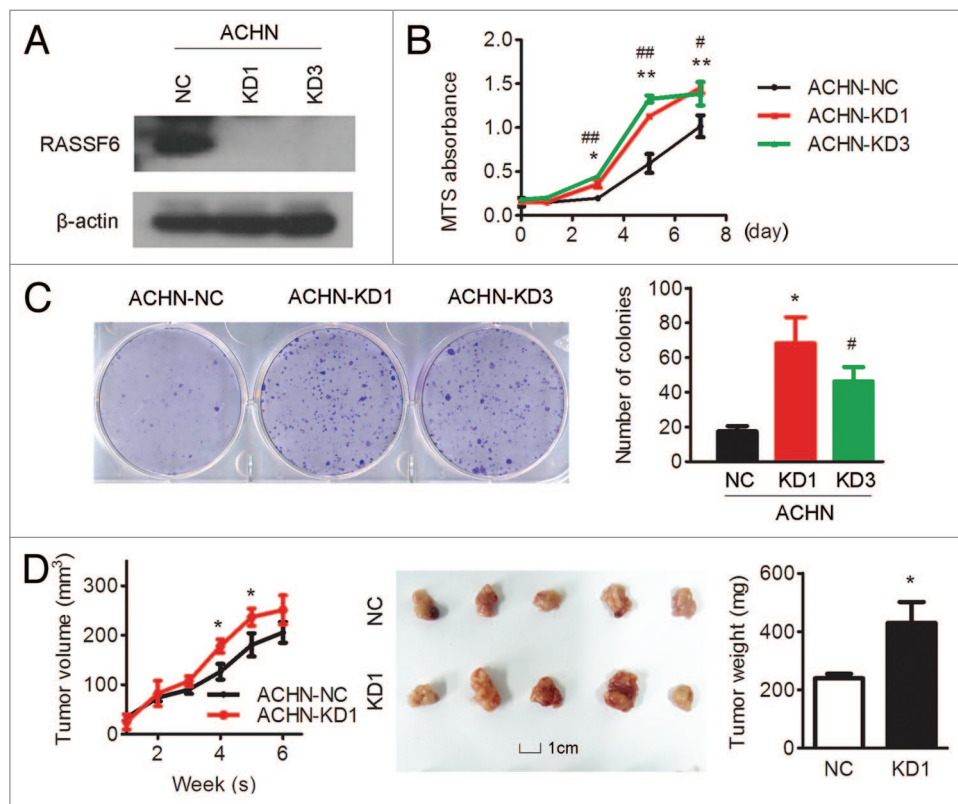 A
ACHN
NC
KD1
KD3
RASSF6
β-actin
B
MTS absorbance
2.0
1.5
1.0
0.5
0.0
0 2 4 6 8 (day)
##
*
##
**
#
**
ACHN-NC
ACHN-KD1
ACHN-KD3
C
ACHN-NC ACHN-KD1 ACHN-KD3
Number of colonies
100
80
60
40
20
0
*
#
NC KD1 KD3
ACHN
D
Tumor volume (mm³)
300
200
100
0
* *
ACHN-NC
ACHN-KD1
2 4 6
Week (s)
NC
KD1
1cm
Tumor weight (mg)
600
400
200
0
*
NC KD1